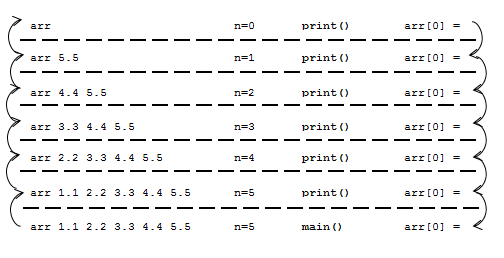 arr n=0 print() arr[0] =
arr 5.5 n=1 print() arr[0] =
arr 4.4 5.5 n=2 print() arr[0] =
arr 3.3 4.4 5.5 n=3 print() arr[0] =
arr 2.2 3.3 4.4 5.5 n=4 print() arr[0] =
arr 1.1 2.2 3.3 4.4 5.5 n=5 print() arr[0] =
arr 1.1 2.2 3.3 4.4 5.5 n=5 main() arr[0] =